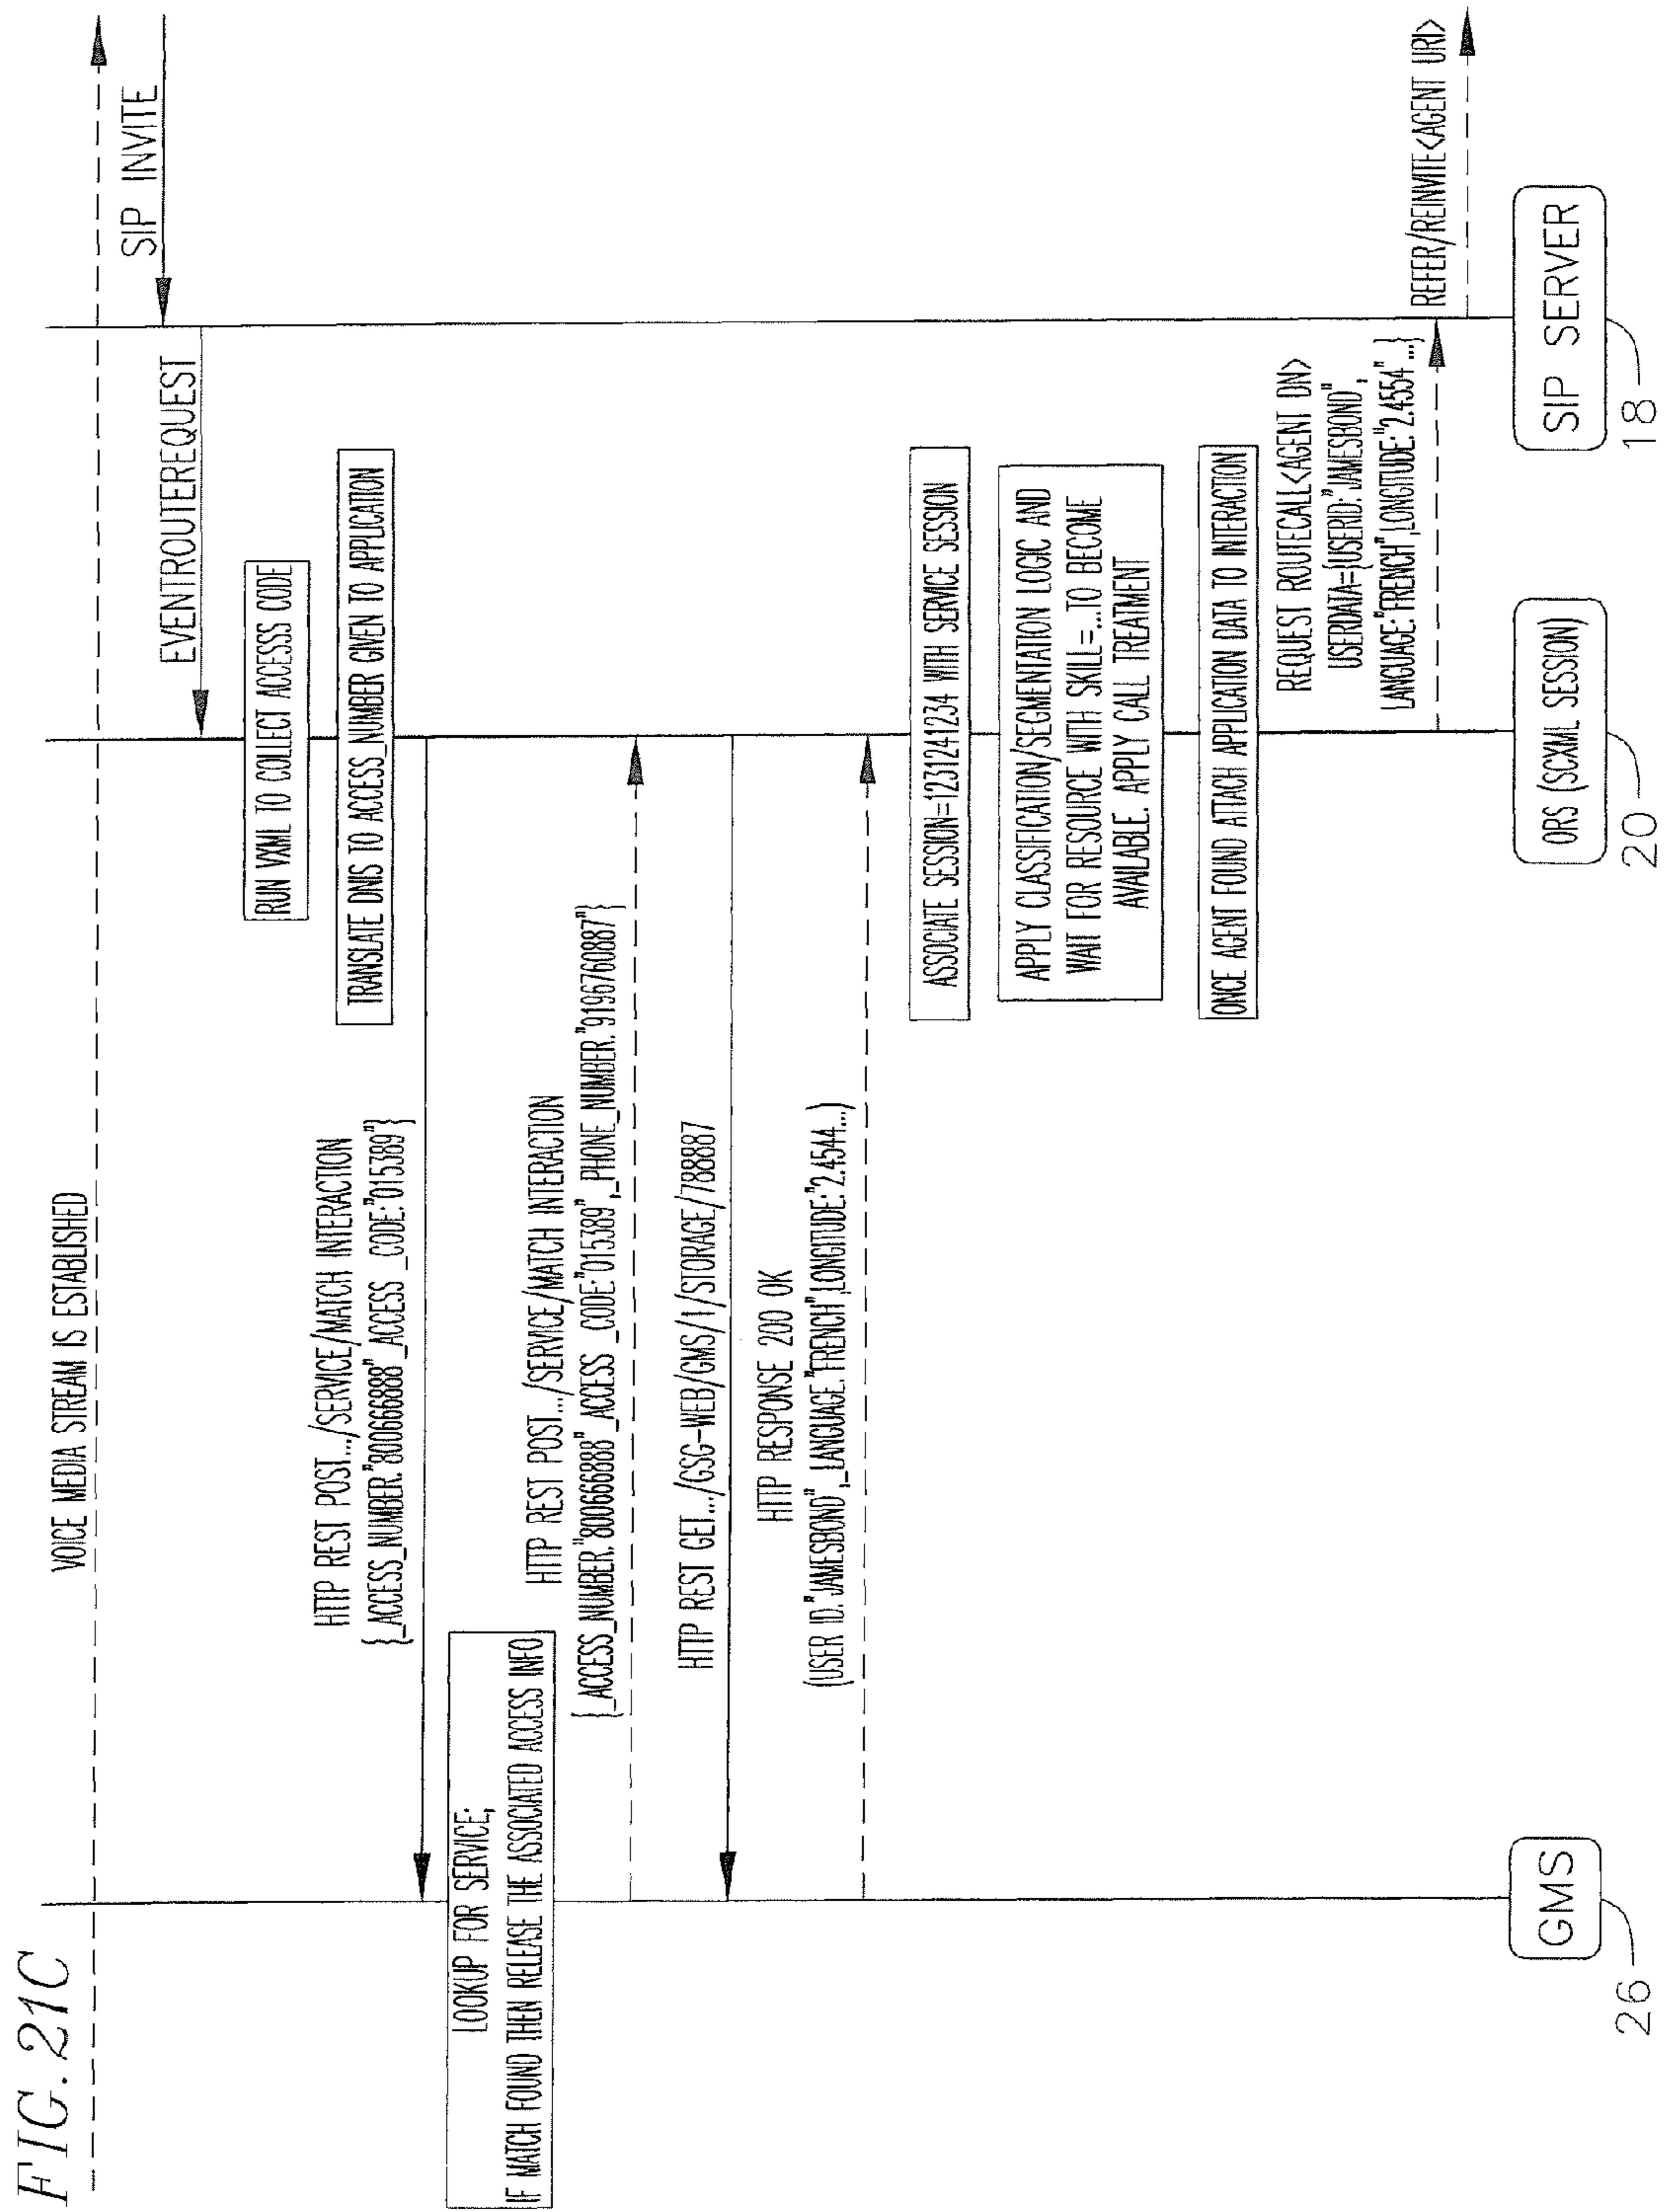 FIG. 21C
VOICE MEDIA STREAM IS ESTABLISHED
SIP INVITE
EVENTROUTEREQUEST
RUN VXML TO COLLECT ACCESSS CODE
TRANSLATE DNIS TO ACCESS_NUMBER GIVEN TO APPLICATION
HTTP REST POST.../SERVICE/MATCH INTERACTION
{_ACCESS_NUMBER:"80066888"_ACCESS_CODE:"015389"}
LOOKUP FOR SERVICE;
IF MATCH FOUND THEN RELEASE THE ASSOCIATED ACCESS INFO
HTTP REST POST.../SERVICE/MATCH INTERACTION
{_ACCESS_NUMBER:"80066688"_ACCESS_CODE:"015389",_PHONE_NUMBER:"9196760887"}
HTTP REST GET.../GSG-WEB/GMS/1/STORAGE/78887
HTTP RESPONSE 200 OK
(USER ID:"JAMESBOND",_LANGUAGE:"FRENCH",LONGITUDE:"2.4544...)
ASSOCIATE SESSION=1231241234 WITH SERVICE SESSION
APPLY CLASSIFICATION/SEGMENTATION LOGIC AND
WAIT FOR RESOURCE WITH SKILL=...TO BECOME
AVAILABLE. APPLY CALL TREATMENT
ONCE AGENT FOUND ATTACH APPLICATION DATA TO INTERACTION
REQUEST ROUTECALL<AGENT DN>
USERDATA={USERID:"JAMESBOND",
LANGUAGE:"FRENCH",LONGITUDE:"2.4554"...}
REFER/REINVITE<AGENT URI>
GMS
26
ORS (SCXML SESSION)
20
SIP SERVER
18